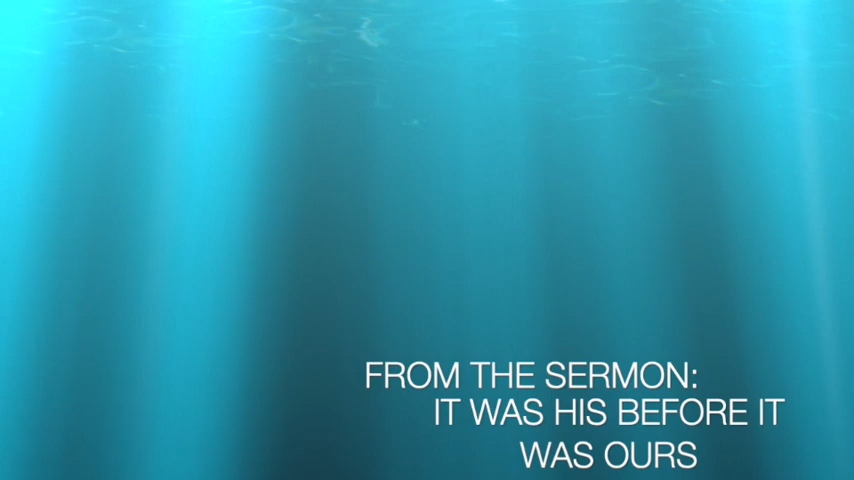 FROM THE SERMON:
IT WAS HIS BEFORE IT
WAS OURS